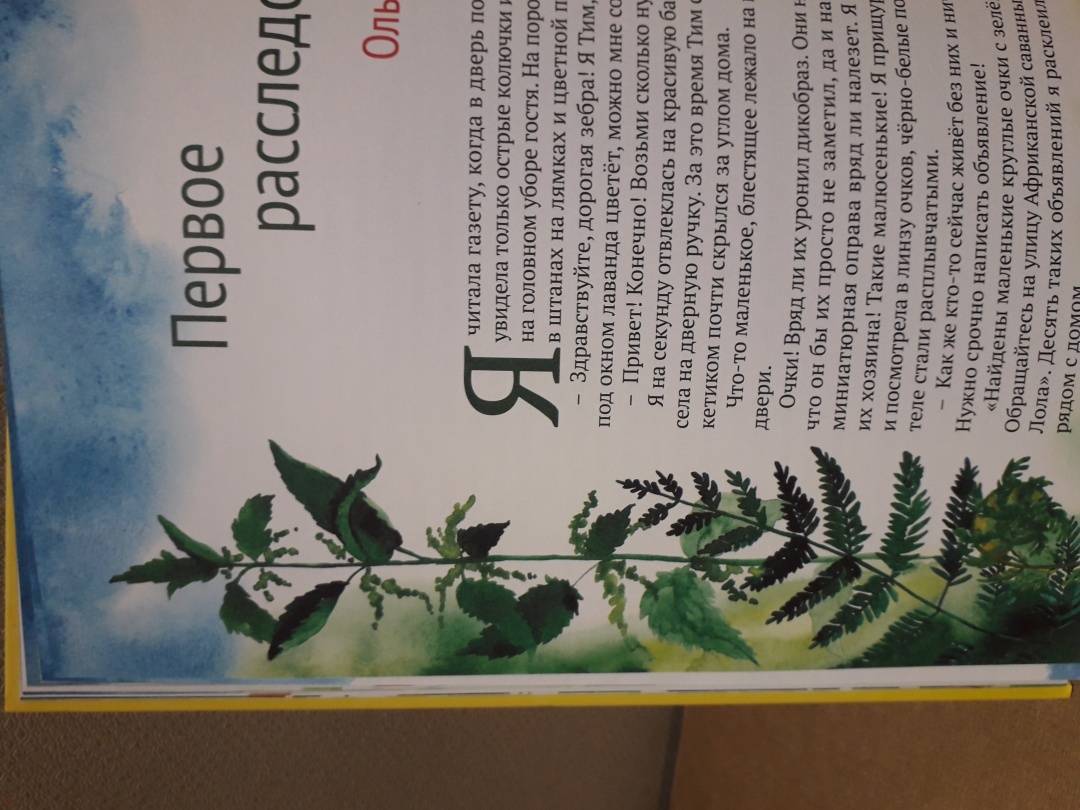 Первое
расследо
Оль
Я читала газету, когда в дверь по
увидела только острые колючки и
на головном уборе гостя. На поро
в штанах на лямках и цветной п
– Здравствуйте, дорогая зебра! Я Тим,
под окном лаванда цветёт, можно мне со
– Привет! Конечно! Возьми сколько ну
Я на секунду отвлеклась на красивую ба
села на дверную ручку. За это время Тим с
кетиком почти скрылся за углом дома.
Что-то маленькое, блестящее лежало на
двери.
Очки! Вряд ли их уронил дикобраз. Они н
что он бы их просто не заметил, да и на
миниатюрная оправа вряд ли налезет. Я
их хозяина! Такие малюсенькие! Я прищур
и посмотрела в линзу очков, чёрно-белые по
теле стали расплывчатыми.
– Как же кто-то сейчас живёт без них и ни
Нужно срочно написать объявление!
«Найдены маленькие круглые очки с зелё
Обращайтесь на улицу Африканской саванны
Лола». Десять таких объявлений я расклеил
рядом с домом